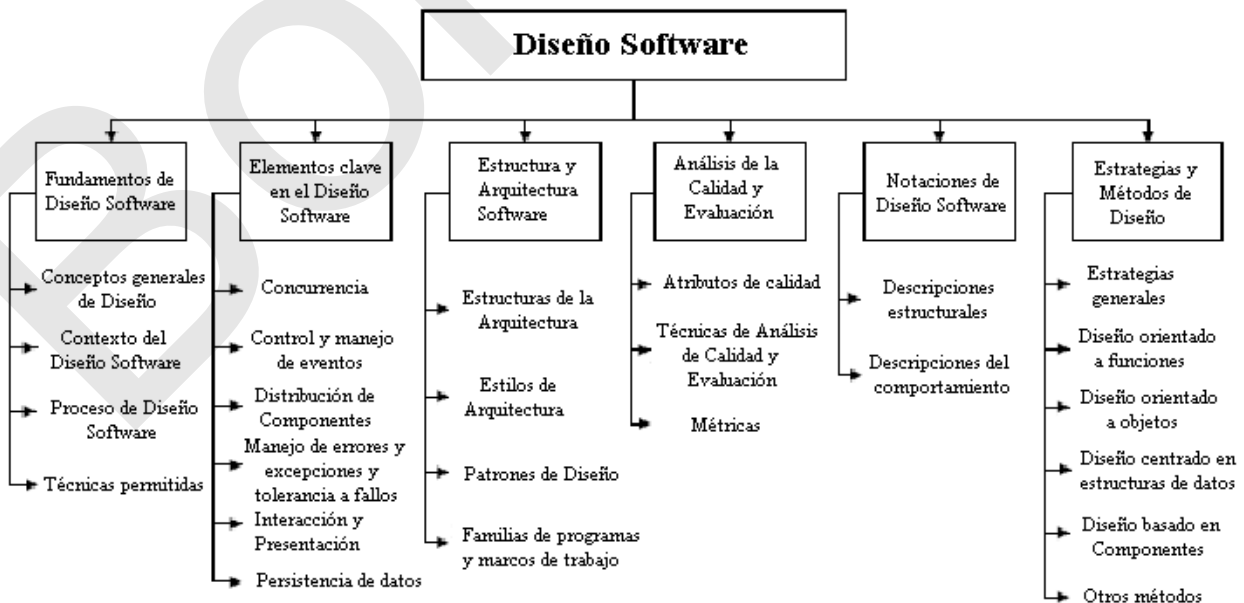 Diseño Software
Fundamentos de
Diseño Software
Conceptos generales
de Diseño
Contexto del
Diseño Software
Proceso de Diseño
Software
Técnicas permitidas
Elementos clave
en el Diseño
Software
Concurrencia
Control y manejo
de eventos
Distribución de
Componentes
Manejo de errores y
excepciones y
tolerancia a fallos
Interacción y
Presentación
Persistencia de datos
Estructura y
Arquitectura
Software
Estructuras de la
Arquitectura
Estilos de
Arquitectura
Patrones de Diseño
Familias de programas
y marcos de trabajo
Análisis de la
Calidad y
Evaluación
Atributos de calidad
Técnicas de Análisis
de Calidad y
Evaluación
Métricas
Notaciones de
Diseño Software
Descripciones
estructurales
Descripciones del
comportamiento
Estrategias y
Métodos de
Diseño
Estrategias
generales
Diseño orientado
a funciones
Diseño orientado
a objetos
Diseño centrado en
estructuras de datos
Diseño basado en
Componentes
Otros métodos